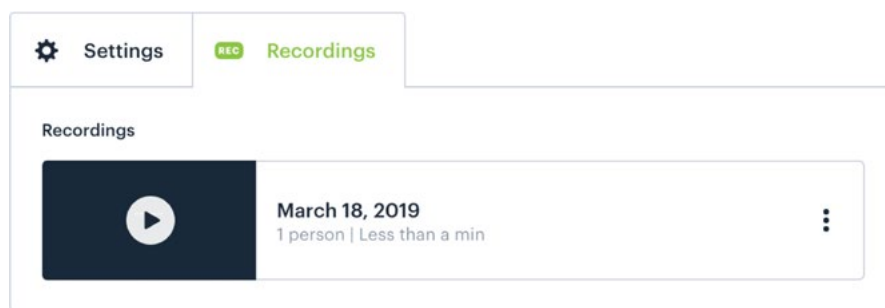 Settings
REC Recordings
Recordings
March 18, 2019
1 person | Less than a min